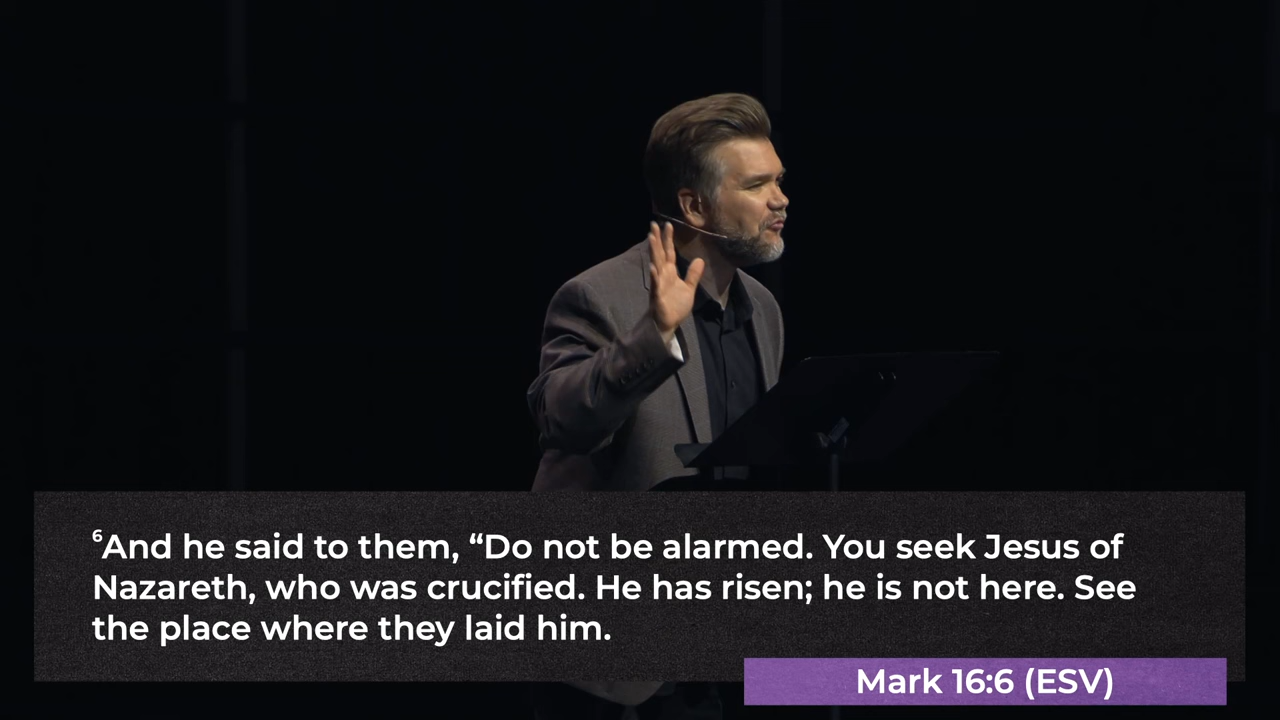 ⁶And he said to them, “Do not be alarmed. You seek Jesus of
Nazareth, who was crucified. He has risen; he is not here. See
the place where they laid him.
Mark 16:6 (ESV)